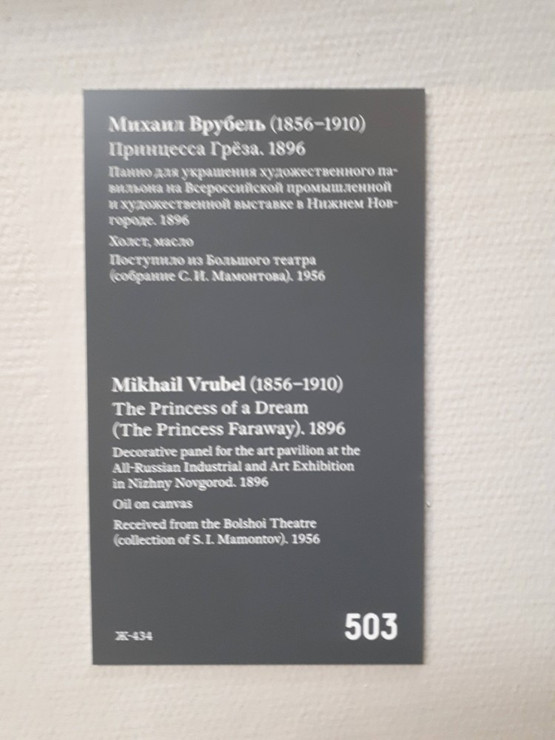 Михаил Врубель (1856–1910)
Принцесса Грёза. 1896
Панно для украшения художественного па-
вильона на Всероссийской промышленной
и художественной выставке в Нижнем Нов-
городе. 1896
Холст, масло
Поступило из Большого театра
(собрание С. И. Мамонтова). 1956
Mikhail Vrubel (1856–1910)
The Princess of a Dream
(The Princess Faraway). 1896
Decorative panel for the art pavilion at the
All-Russian Industrial and Art Exhibition
in Nizhny Novgorod. 1896
Oil on canvas
Received from the Bolshoi Theatre
(collection of S. I. Mamontov). 1956
Ж-434
503